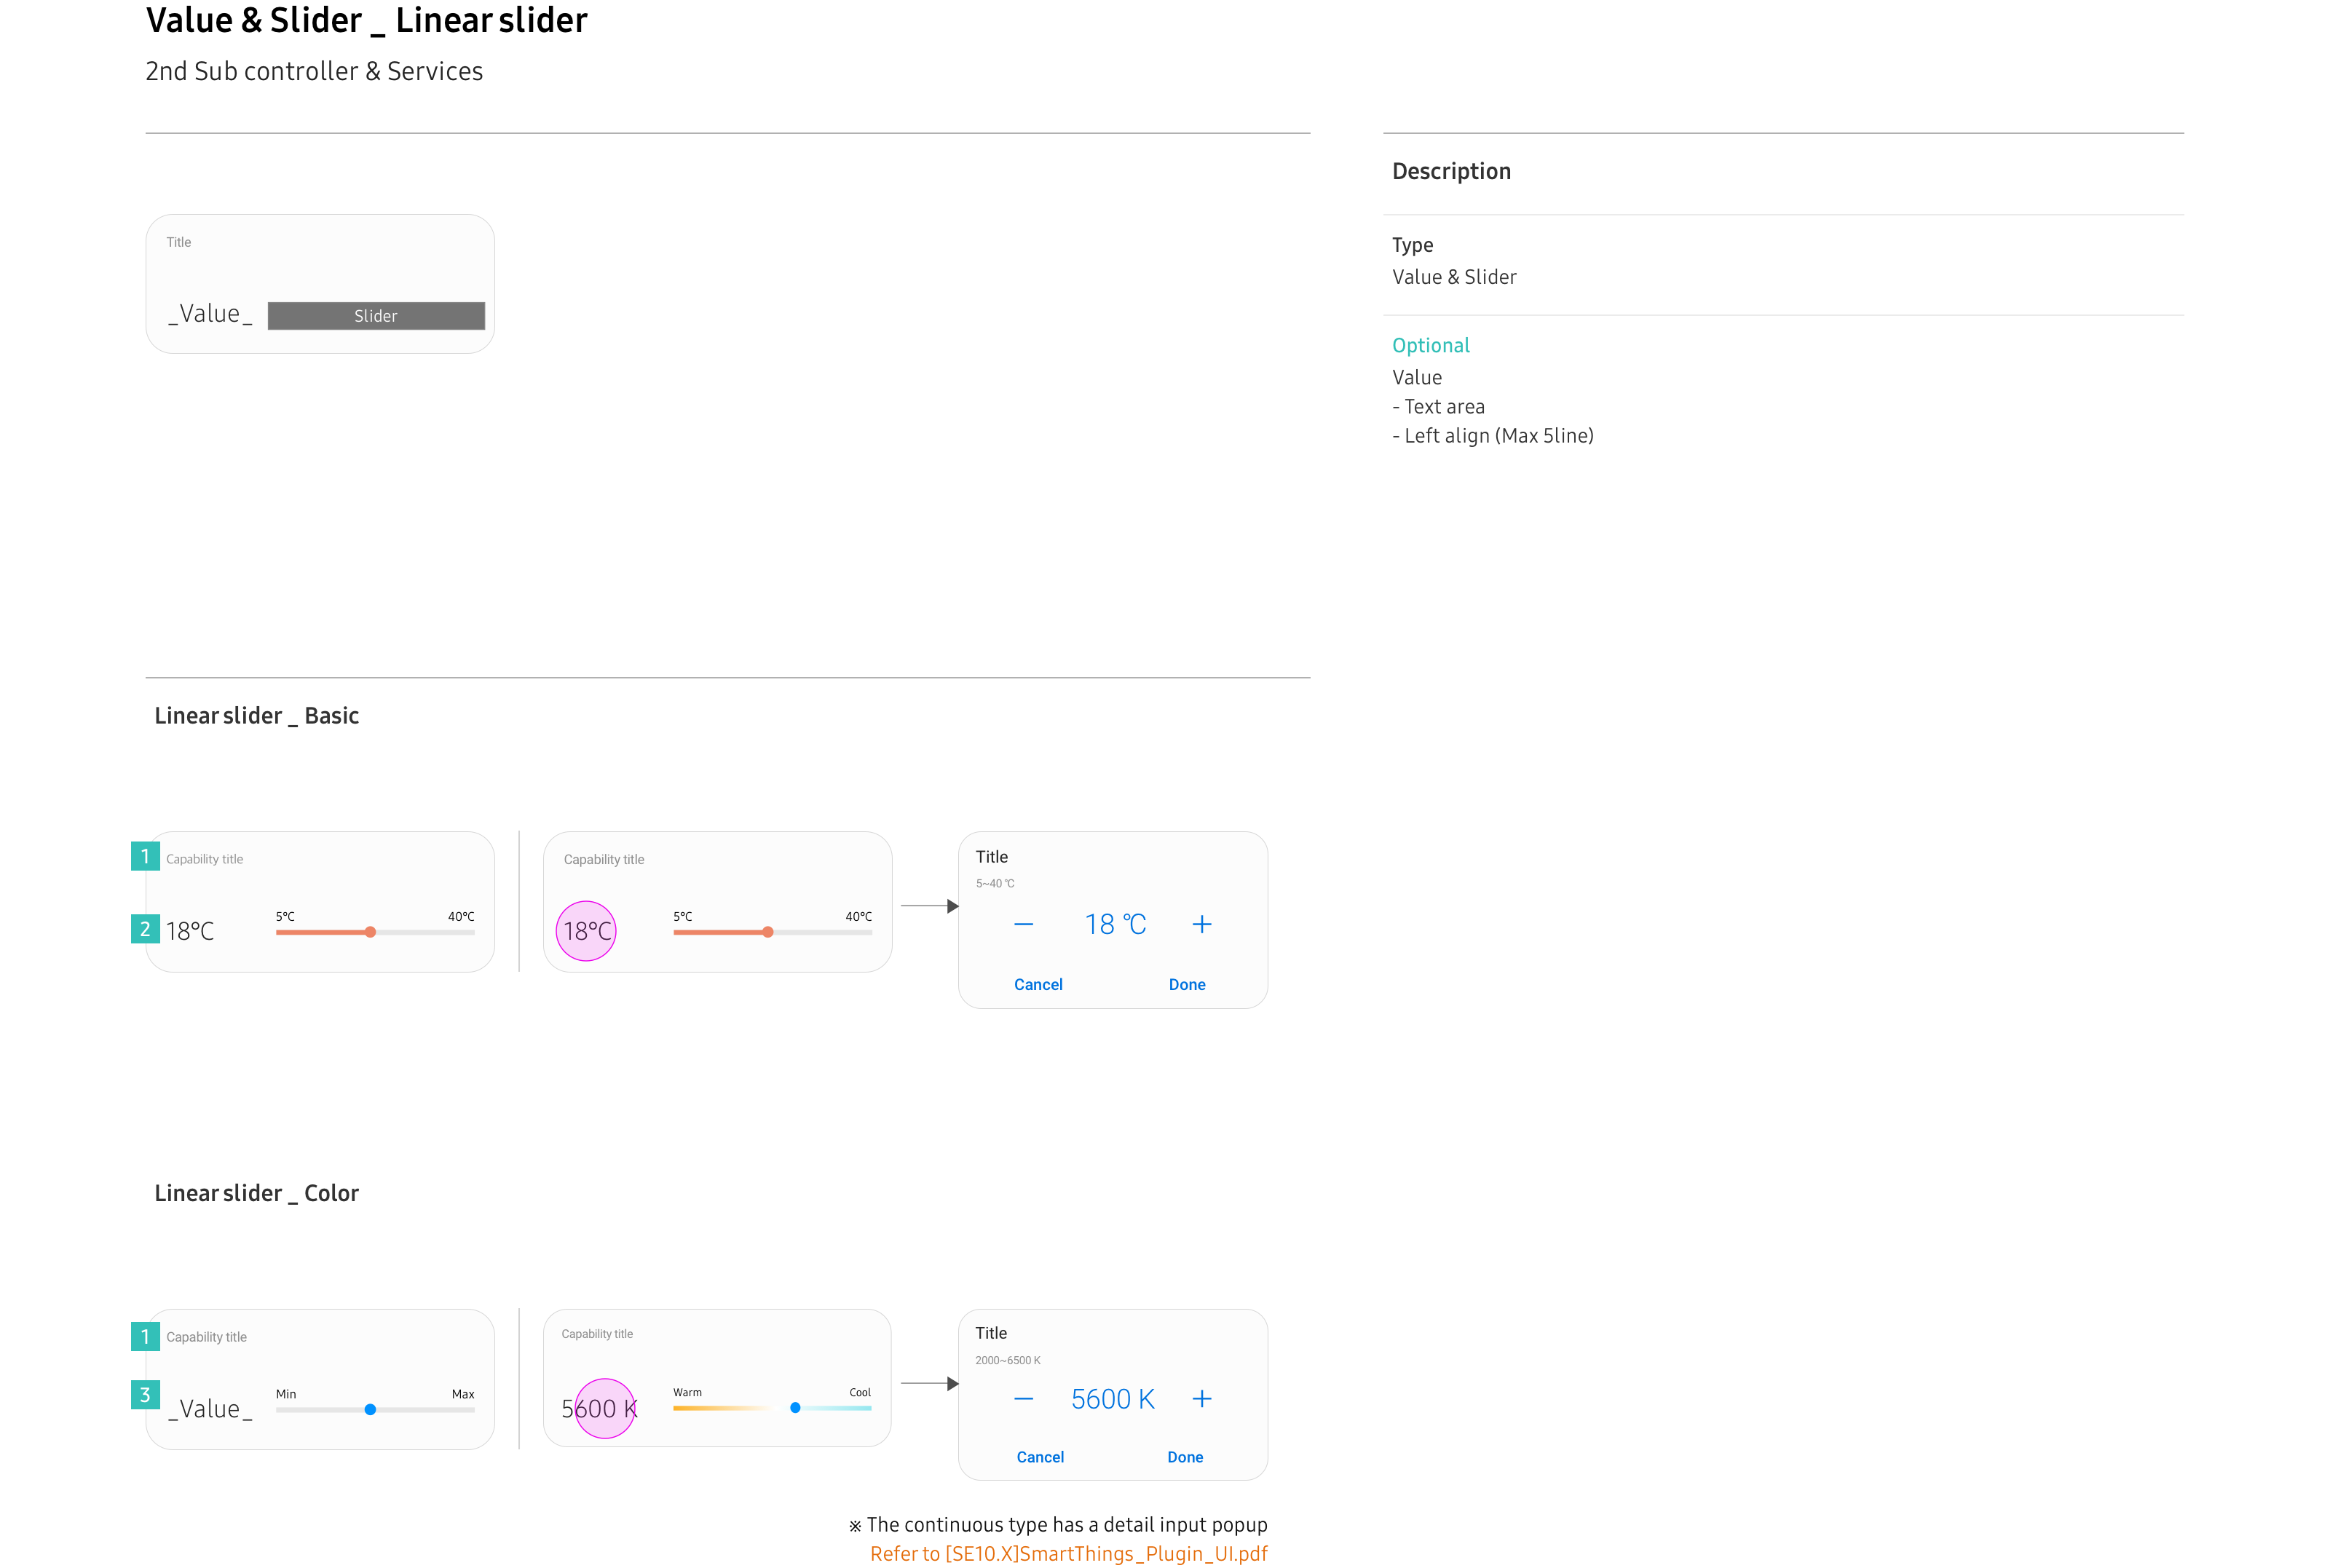 Value & Slider _ Linear slider
2nd Sub controller & Services
Description
Title
_Value_
Slider
Type
Value & Slider
Optional
Value
- Text area
- Left align (Max 5line)
Linear slider _ Basic
1
Capability title
2
18°C
5°C
40°C
Capability title
18°C
5°C
40°C
Title
5~40 ℃
18 ℃
Cancel
Done
Linear slider _ Color
1
Capability title
3
_Value_
Min
Max
Capability title
5600 K
Warm
Cool
Title
2000~6500 K
5600 K
Cancel
Done
※ The continuous type has a detail input popup
Refer to [SE10.X]SmartThings_Plugin_UI.pdf